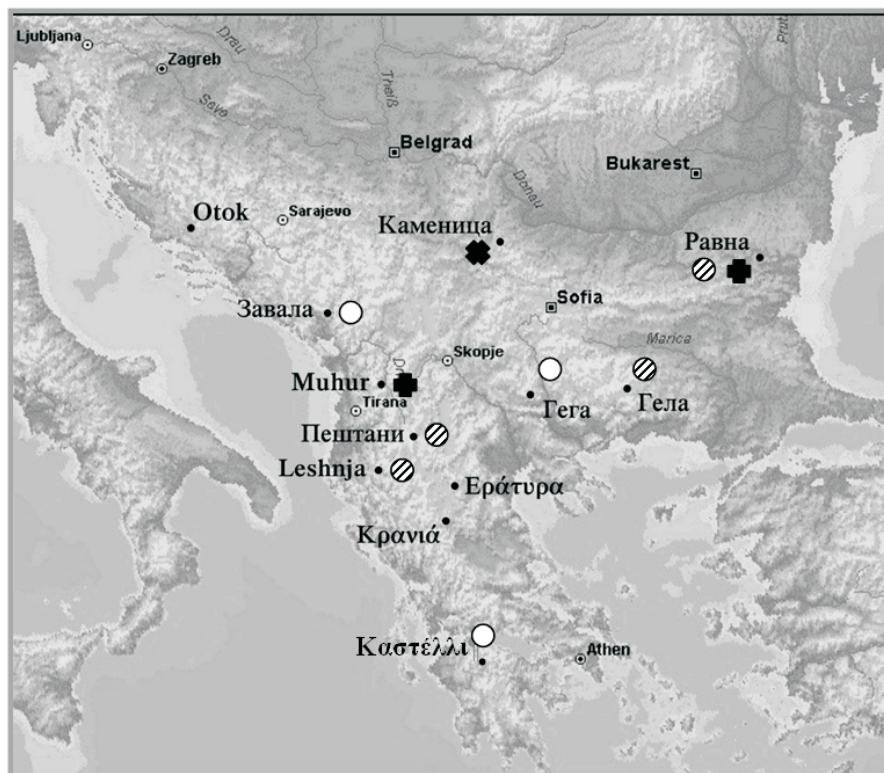 Ljubljana
Drau
Zagreb
Save
Theiß
Prut
Belgrad
Bukarest
Donau
Otok
Sarajevo
Каменица
Равна
Завала
Sofia
Marica
Skopje
Muhur
Tirana
Гега
Гела
Пештани
Leshnja
Εράτυρα
Κρανιά
Καστέλλι
Athen